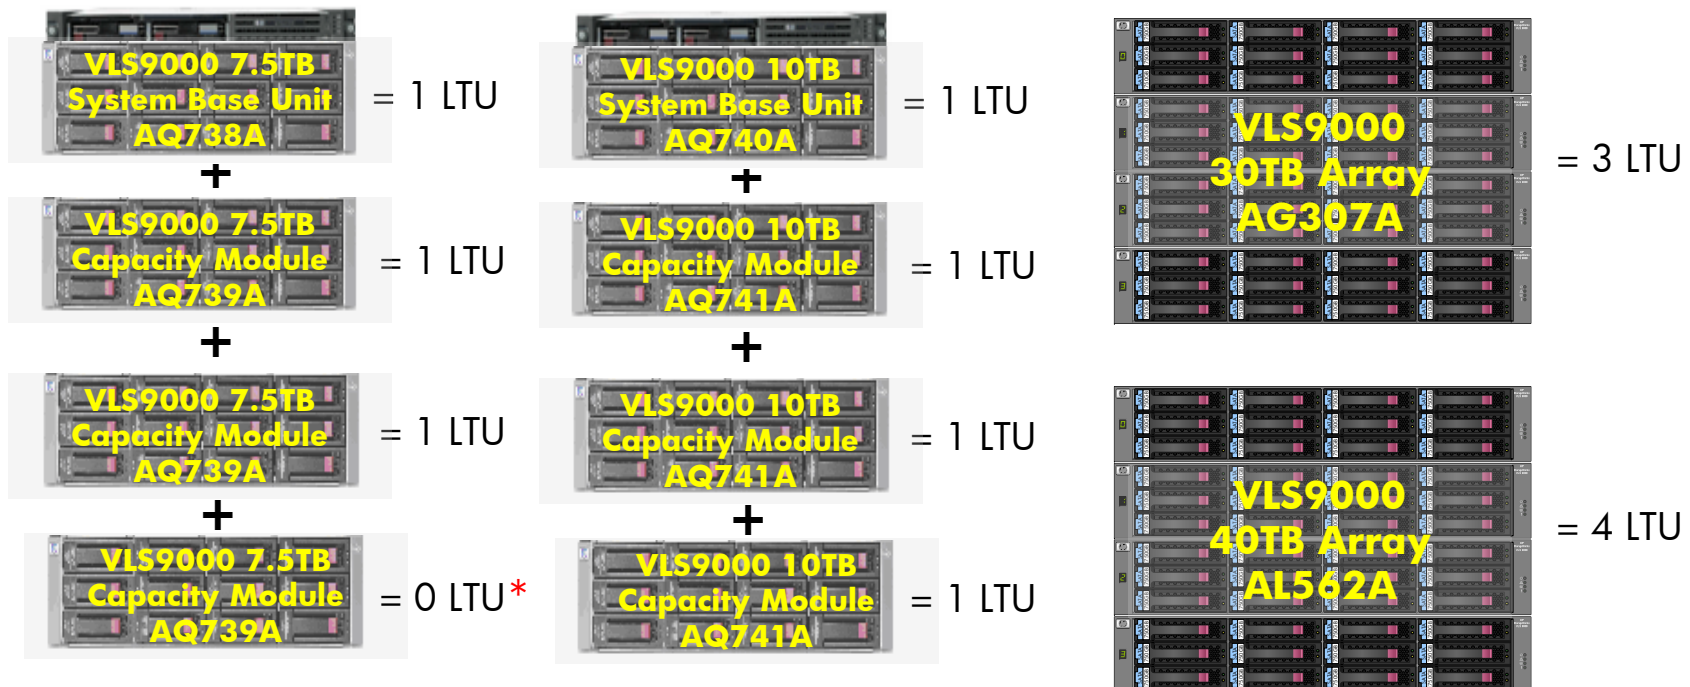 VLS9000 7.5TB
System Base Unit
AQ738A
= 1 LTU
+
VLS9000 7.5TB
Capacity Module
AQ739A
= 1 LTU
+
VLS9000 7.5TB
Capacity Module
AQ739A
= 1 LTU
+
VLS9000 7.5TB
Capacity Module
AQ739A
= 0 LTU*
VLS9000 10TB
System Base Unit
AQ740A
= 1 LTU
+
VLS9000 10TB
Capacity Module
AQ741A
= 1 LTU
+
VLS9000 10TB
Capacity Module
AQ741A
= 1 LTU
+
VLS9000 10TB
Capacity Module
AQ741A
= 1 LTU
VLS9000
30TB Array
AG307A
= 3 LTU
VLS9000
40TB Array
AL562A
= 4 LTU